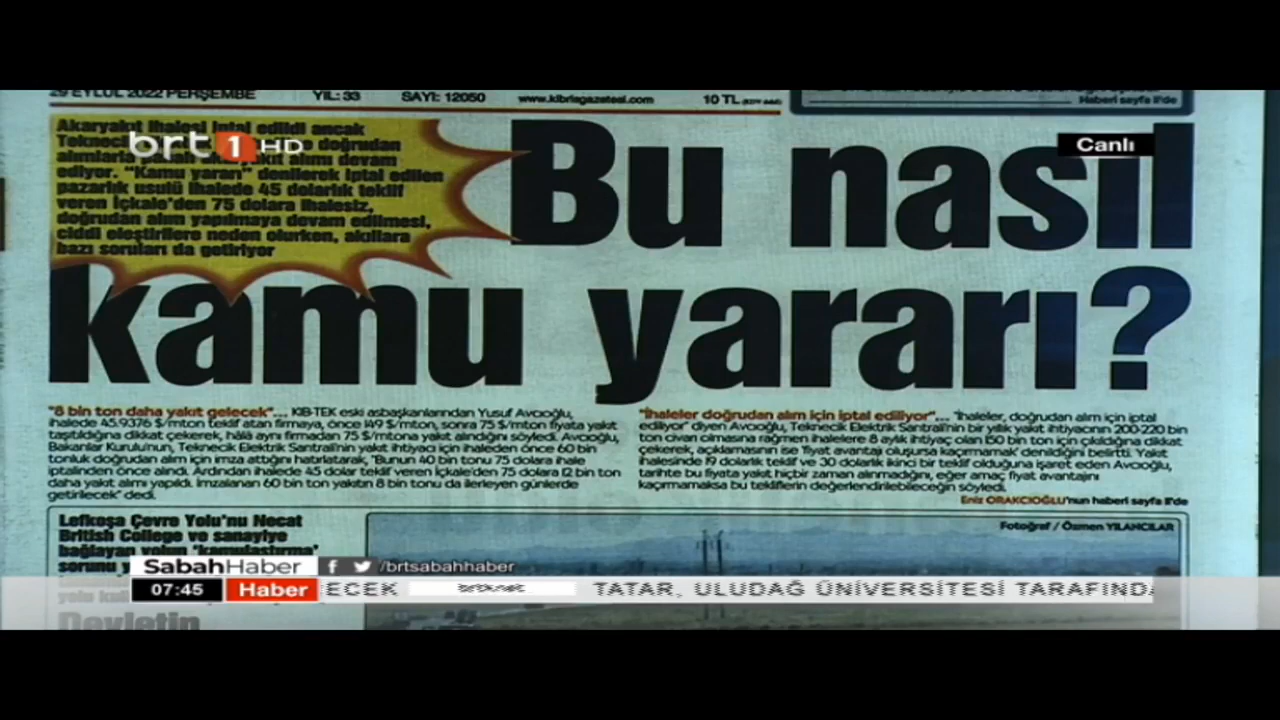 29 EYLÜL 2022 PERŞEMBE YIL: 33 SAYI: 12050 www.kibrisgazetesi.com 10 TL
Haberi sayfa 11'de
brt 1 HD
Canlı
Akaryakıt ihalesi iptal edildi ancak
doğrudan
alımı devam
ediyor. "Kamu yararı" denilerek iptal edilen
pazarlık usulü ihalede 45 dolarlık teklif
veren İçkale'den 75 dolara ihalesiz,
doğrudan alım yapılmaya devam edilmesi,
ciddi eleştirilere neden olurken, akıllara
bazı soruları da getiriyor
Bu nasıl
kamu yararı?
"8 bin ton daha yakıt gelecek"... KIB-TEK eski asbaşkanlarından Yusuf Avcıoğlu,
ihalede 45.9376 $/mton teklif atan firmaya, önce 149 $/mton, sonra 75 $/mton fiyata yakıt
taşıtıldığına dikkat çekerek, hâlâ aynı firmadan 75 $/mtona yakıt alındığını söyledi. Avcıoğlu,
Bakanlar Kurulu'nun, Teknecik Elektrik Santrali'nin yakıt ihtiyacı için ihaleden önce 60 bin
tonluk doğrudan alım için imza attığını hatırlatarak, "Bunun 40 bin tonu 75 dolara ihale
iptalinden önce alındı. Ardından ihalede 45 dolar teklif veren İçkale'den 75 dolara 12 bin ton
daha yakıt alımı yapıldı. İmzalanan 60 bin ton yakıtın 8 bin tonu da ilerleyen günlerde
getirilecek" dedi.
"İhaleler doğrudan alım için iptal ediliyor"... "İhaleler, doğrudan alım için iptal
ediliyor" diyen Avcıoğlu, Teknecik Elektrik Santrali'nin bir yıllık yakıt ihtiyacının 200-220 bin
ton civarı olmasına rağmen ihalelere 8 aylık ihtiyaç olan 150 bin ton için çıkıldığına dikkat
çekerek, açıklamasının ise 'fiyat avantajı oluşursa kaçırmamak' denildiğini belirtti. Yakıt
ihalesinde 19 dolarlık teklif ve 30 dolarlık ikinci bir teklif olduğuna işaret eden Avcıoğlu,
tarihte bu fiyata yakıt hiçbir zaman alınmadığını, eğer amaç fiyat avantajını
kaçırmamaksa bu tekliflerin değerlendirilebileceğini söyledi.
Eniz ORAKCIOĞLU'nun haberi sayfa 11'de
Lefkoşa Çevre Yolu'nu Necat
British College ve sanayiye
bağlayan yolun 'kamulaştırma'
Fotoğraf / Özmen YILANCILAR
SabahHaber /brtsabahhaber
07:45 Haber ECEK TATAR, ULUDAĞ ÜNİVERSİTESİ TARAFINDA
Devletin